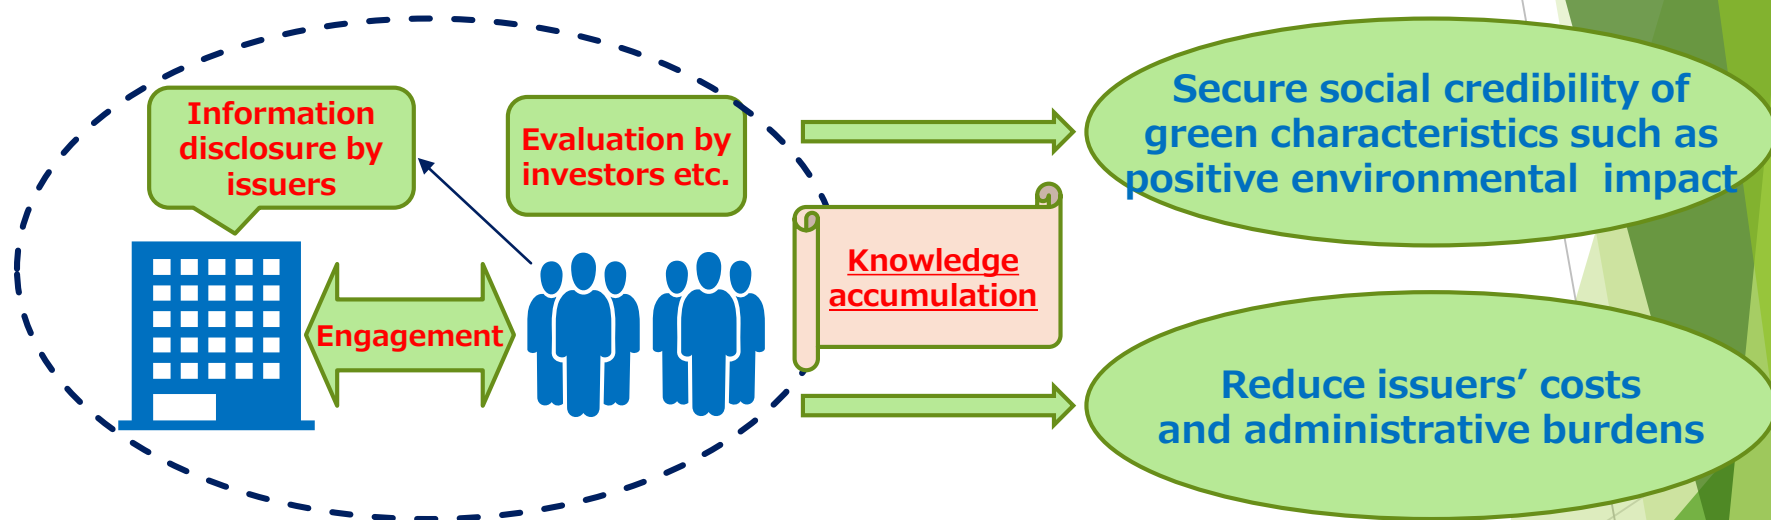 Information
disclosure by
issuers
Evaluation by
investors etc.
Engagement
Knowledge
accumulation
Secure social credibility of
green characteristics such as
positive environmental  impact
Reduce issuers’ costs
and administrative burdens